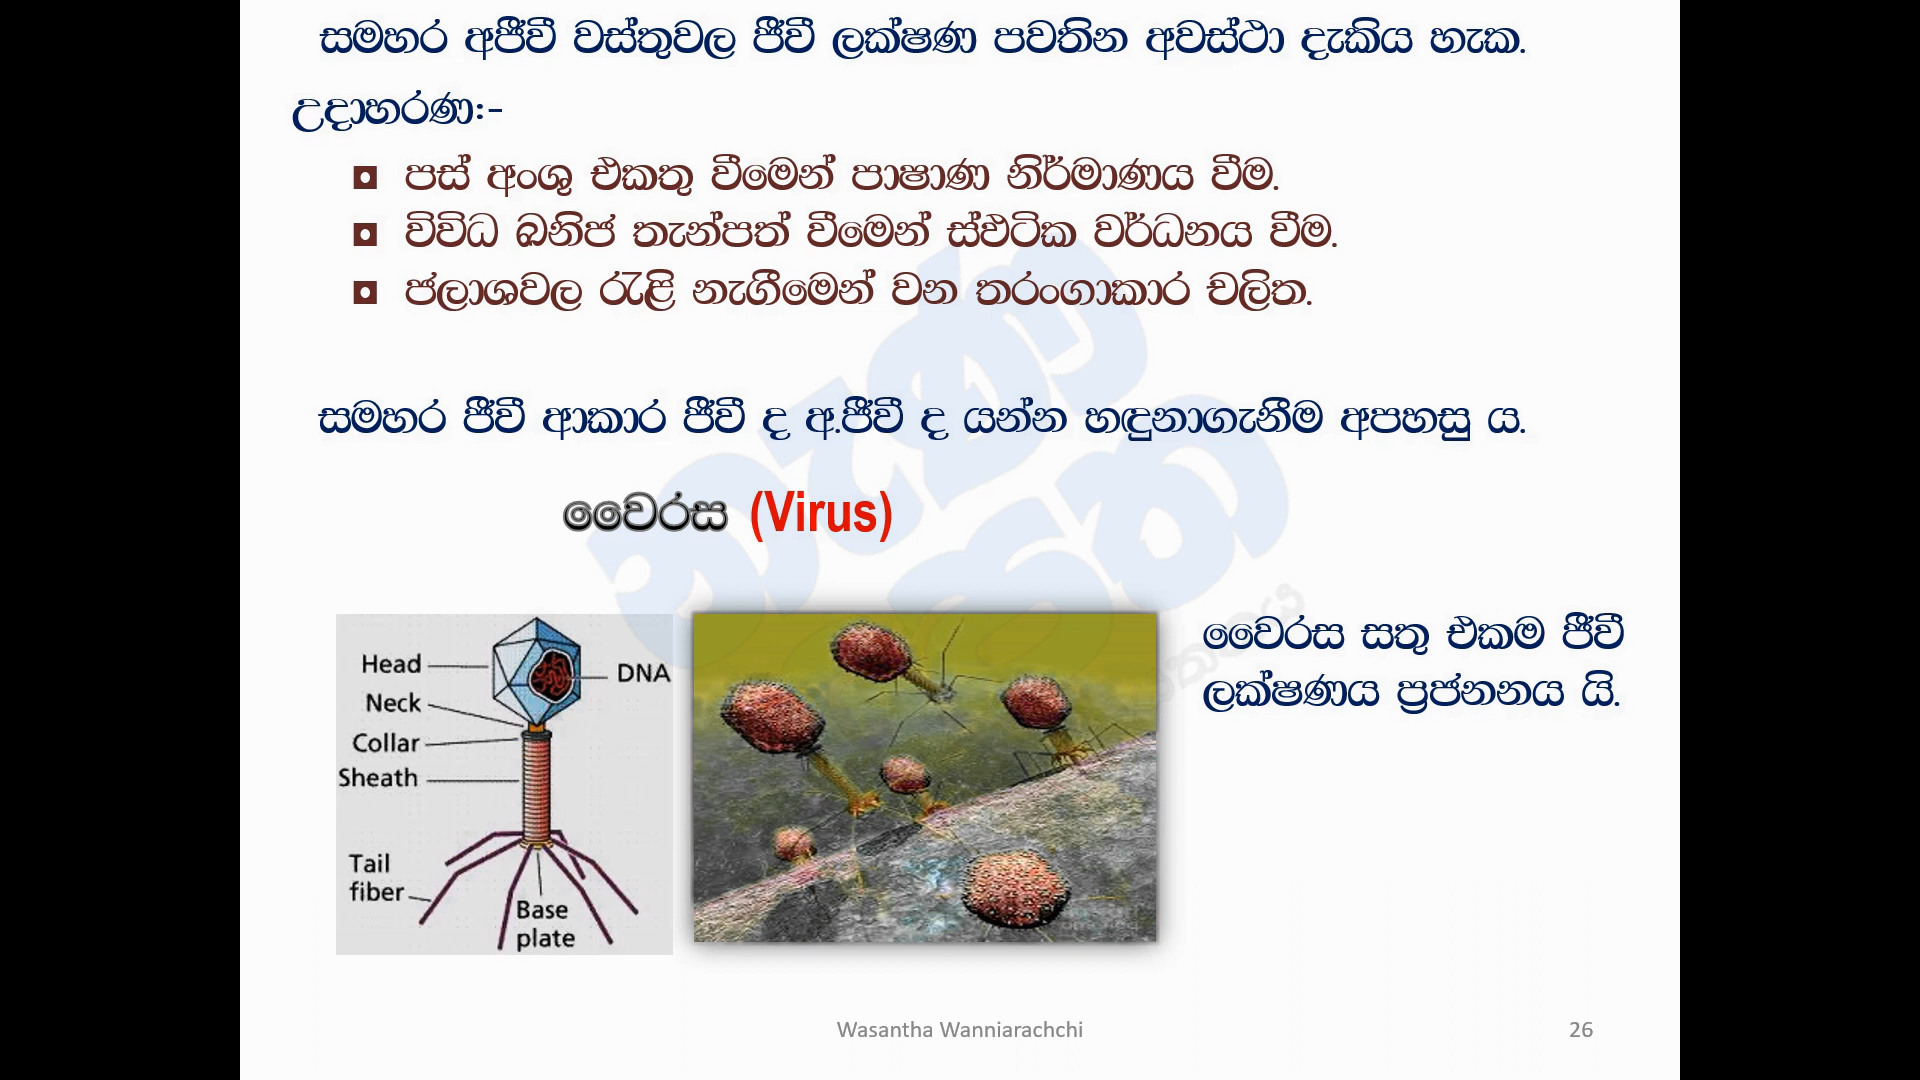 සමහර අජීවී වස්තුවල ජීවී ලක්ෂණ පවතින අවස්ථා දැකිය හැක.
උදාහරණ:-
පස් අංශු එකතු වීමෙන් පාෂාණ නිර්මාණය වීම.
විවිධ ඛනිජ තැන්පත් වීමෙන් ස්ඵටික වර්ධනය වීම.
ජලාශවල රැළි නැගීමෙන් වන තරංගාකාර චලිත.
සමහර ජීවී ආකාර ජීවී ද අ.ජීවී ද යන්න හඳුනාගැනීම අපහසු ය.
වෛරස (Virus)
Head
DNA
Neck
Collar
Sheath
Tail
fiber
Base
plate
වෛරස සතු එකම ජීවී
ලක්ෂණය ප්‍රජනනය යි.
Wasantha Wanniarachchi
26